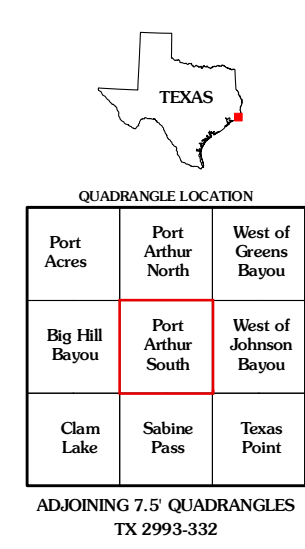 TEXAS
QUADRANGLE LOCATION
Port
Acres
Port
Arthur
North
West of
Greens
Bayou
Big Hill
Bayou
Port
Arthur
South
West of
Johnson
Bayou
Clam
Lake
Sabine
Pass
Texas
Point
ADJOINING 7.5' QUADRANGLES
TX 2993-332